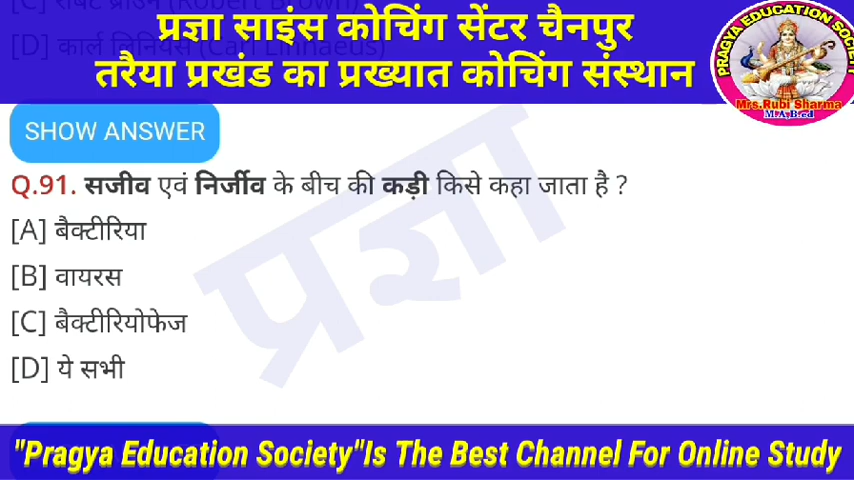 [C] रॉबर्ट ब्राउन (Robert Brown)
[D] कार्ल लिनियस (Carl Linnaeus)
प्रज्ञा साइंस कोचिंग सेंटर चैनपुर
तरैया प्रखंड का प्रख्यात कोचिंग संस्थान
PRAGYA EDUCATION SOCIETY
Mrs.Rubi Sharma
M.A,B.ed
SHOW ANSWER
Q.91. सजीव एवं निर्जीव के बीच की कड़ी किसे कहा जाता है ?
[A] बैक्टीरिया
[B] वायरस
[C] बैक्टीरियोफेज
[D] ये सभी
प्रज्ञा
"Pragya Education Society"Is The Best Channel For Online Study